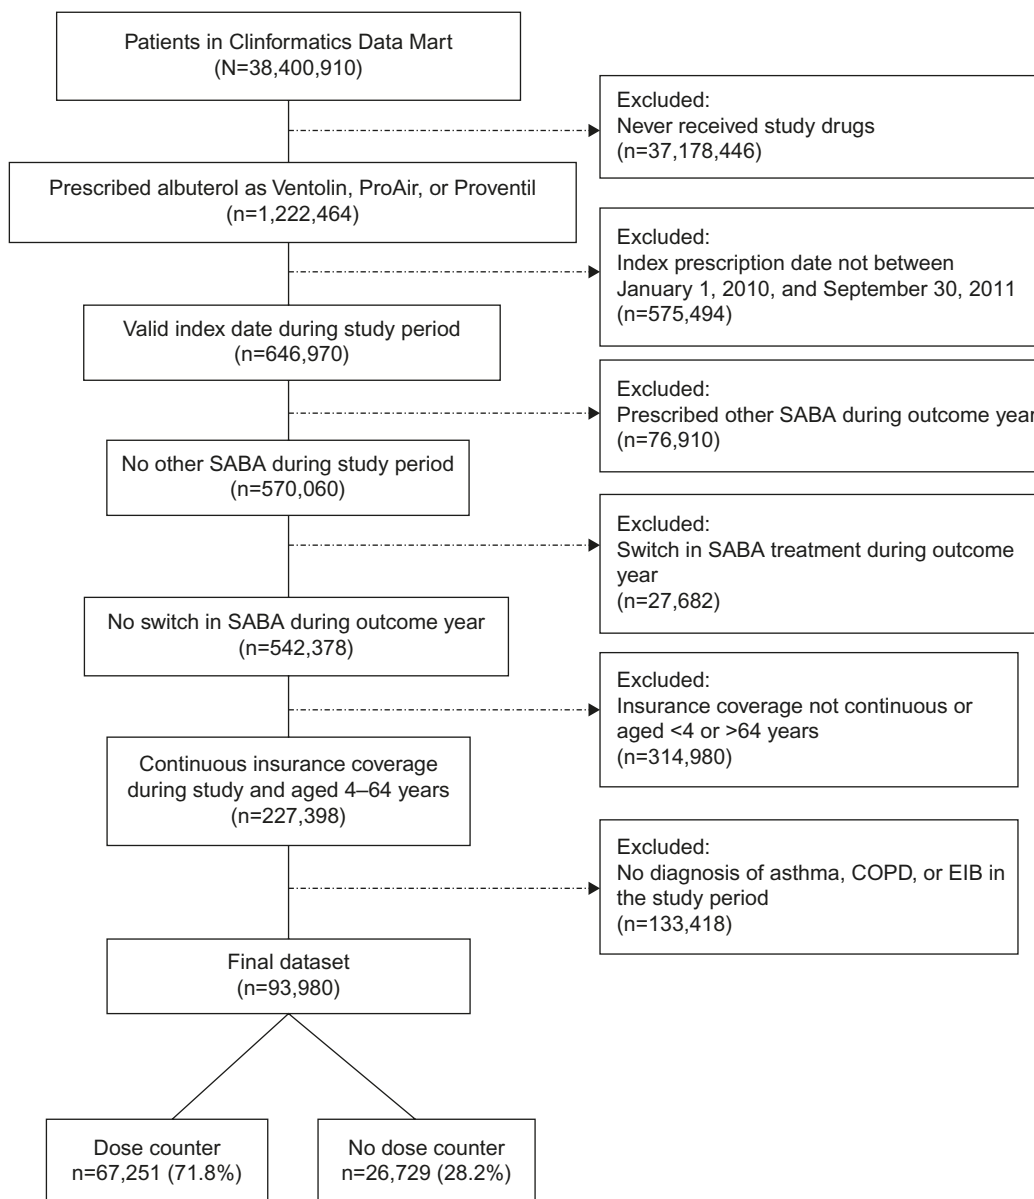 Patients in Clinformatics Data Mart
(N=38,400,910)
Excluded:
Never received study drugs
(n=37,178,446)
Prescribed albuterol as Ventolin, ProAir, or Proventil
(n=1,222,464)
Excluded:
Index prescription date not between
January 1, 2010, and September 30, 2011
(n=575,494)
Valid index date during study period
(n=646,970)
Excluded:
Prescribed other SABA during outcome year
(n=76,910)
No other SABA during study period
(n=570,060)
Excluded:
Switch in SABA treatment during outcome
year
(n=27,682)
No switch in SABA during outcome year
(n=542,378)
Excluded:
Insurance coverage not continuous or
aged <4 or >64 years
(n=314,980)
Continuous insurance coverage
during study and aged 4–64 years
(n=227,398)
Excluded:
No diagnosis of asthma, COPD, or EIB in
the study period
(n=133,418)
Final dataset
(n=93,980)
Dose counter
n=67,251 (71.8%)
No dose counter
n=26,729 (28.2%)